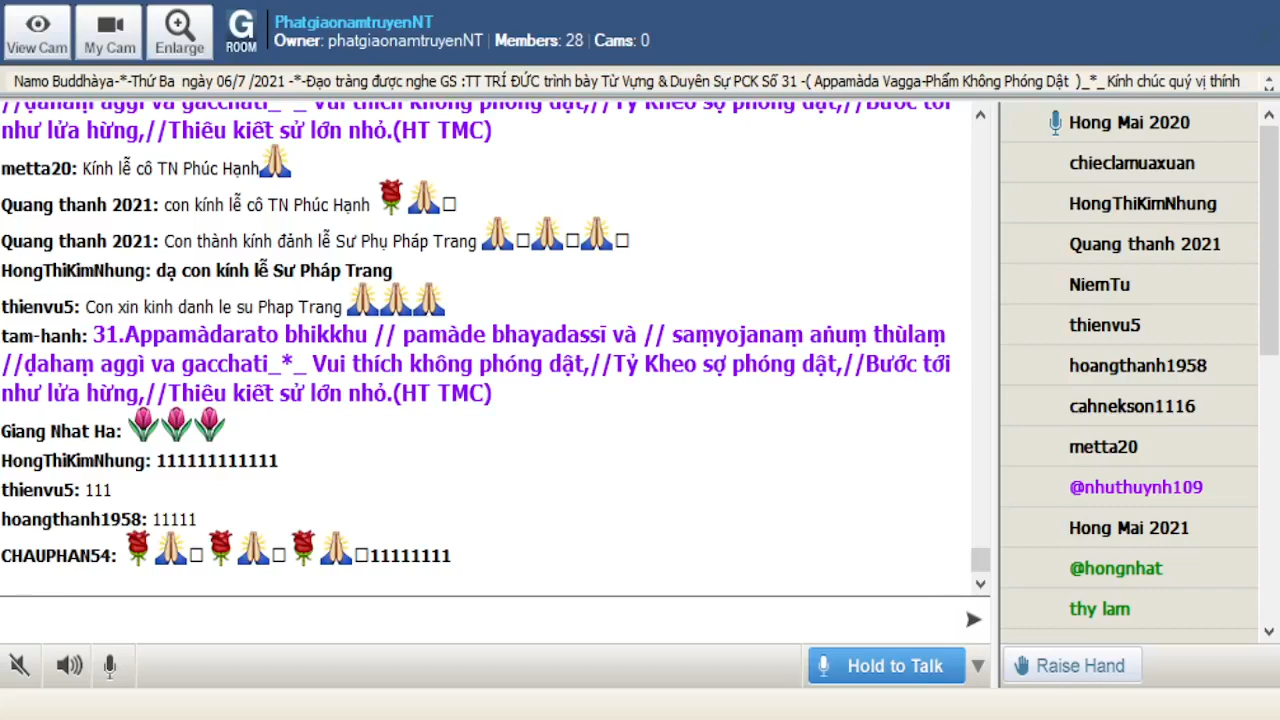 View Cam
My Cam
Enlarge
G
ROOM
PhatgiaonamtruyenNT
Owner: phatgiaonamtruyenNT | Members: 28 | Cams: 0
Namo Buddhàya-*-Thứ Ba ngày 06/7 /2021 -*-Đạo tràng được nghe GS :TT TRÍ ĐỨC trình bày Từ Vựng & Duyên Sự PCK Số 31 -( Appamàda Vagga-Phẩm Không Phóng Dật )_*_ Kính chúc quý vị thính
//ḍahaṃ aggì va gacchati_*_ Vui thích không phóng dật,//Tỷ Kheo sợ phóng dật,//Bước tới
như lửa hừng,//Thiêu kiết sử lớn nhỏ.(HT TMC)
metta20: Kính lễ cô TN Phúc Hạnh
Quang thanh 2021: con kính lễ cô TN Phúc Hạnh
Quang thanh 2021: Con thành kính đảnh lễ Sư Phụ Pháp Trang
HongThiKimNhung: dạ con kính lễ Sư Pháp Trang
thienvu5: Con xin kinh danh le su Phap Trang
tam-hanh: 31.Appamàdarato bhikkhu // pamàde bhayadassī và // saṃyojanaṃ aṅuṃ thùlaṃ
//ḍahaṃ aggì va gacchati_*_ Vui thích không phóng dật,//Tỷ Kheo sợ phóng dật,//Bước tới
như lửa hừng,//Thiêu kiết sử lớn nhỏ.(HT TMC)
Giang Nhat Ha:
HongThiKimNhung: 111111111111
thienvu5: 111
hoangthanh1958: 11111
CHAUPHAN54: 11111111
Hold to Talk
Hong Mai 2020
chieclamuaxuan
HongThiKimNhung
Quang thanh 2021
NiemTu
thienvu5
hoangthanh1958
cahnekson1116
metta20
@nhuthuynh109
Hong Mai 2021
@hongnhat
thy lam
Raise Hand